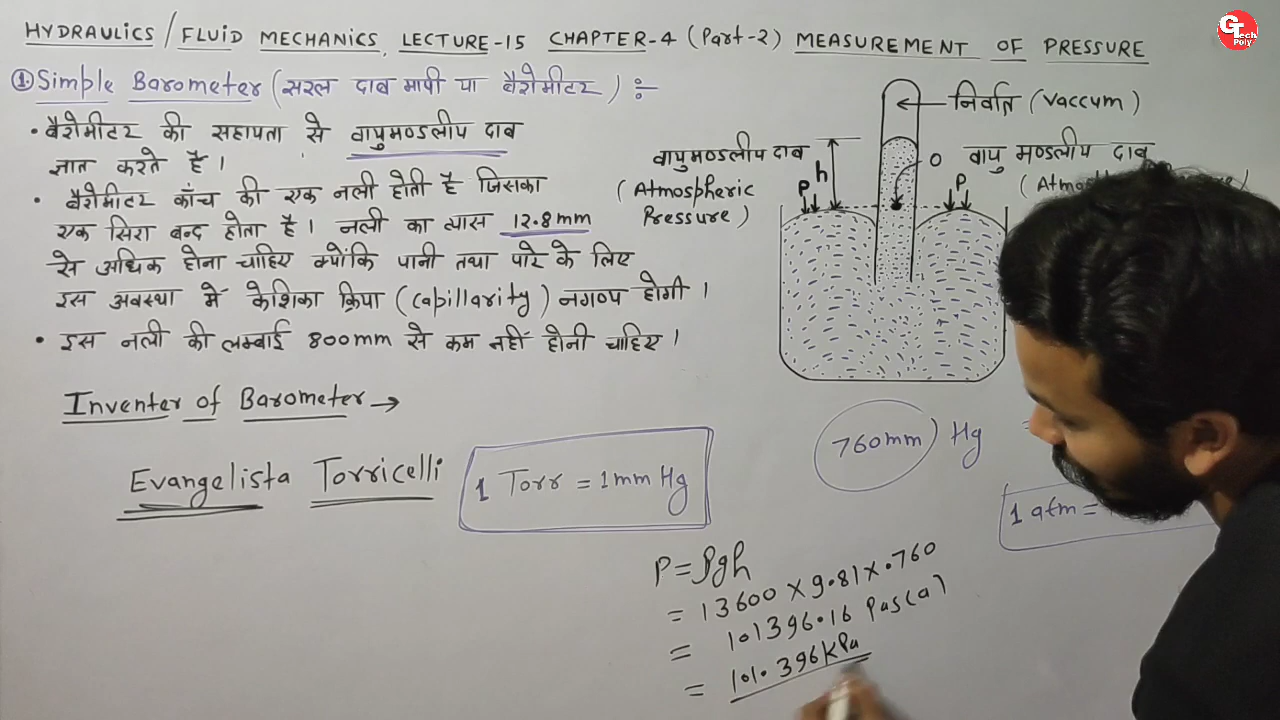 HYDRAULICS/FLUID MECHANICS, LECTURE-15 CHAPTER-4 (Part-2) MEASUREMENT OF PRESSURE
GTech Poly
① Simple Barometer (सरल दाब मापी या बैरोमीटर) :-
• बैरोमीटर की सहायता से वायुमण्डलीय दाब
ज्ञात करते है।
• बैरोमीटर काँच की एक नली होती है जिसका
एक सिरा बन्द होता है। नली का व्यास 12.8mm
से अधिक होना चाहिए क्योंकि पानी तथा पारे के लिए
इस अवस्था में केशिका क्रिया (capillarity) नगण्य होगी।
• इस नली की लम्बाई 800mm से कम नहीं होनी चाहिए।
Inventer of Barometer →
Evangelista Torricelli
1 Torr = 1mm Hg
निर्वात (Vaccum)
वायुमण्डलीय दाब
(Atmospheric
Pressure)
h
P
O
वायु मण्डलीय दाब
P
760mm Hg
1 atm =
P = ρgh
= 13600 × 9.81 × .760
= 101396.16 Pas(a)
= 101.396 kPa